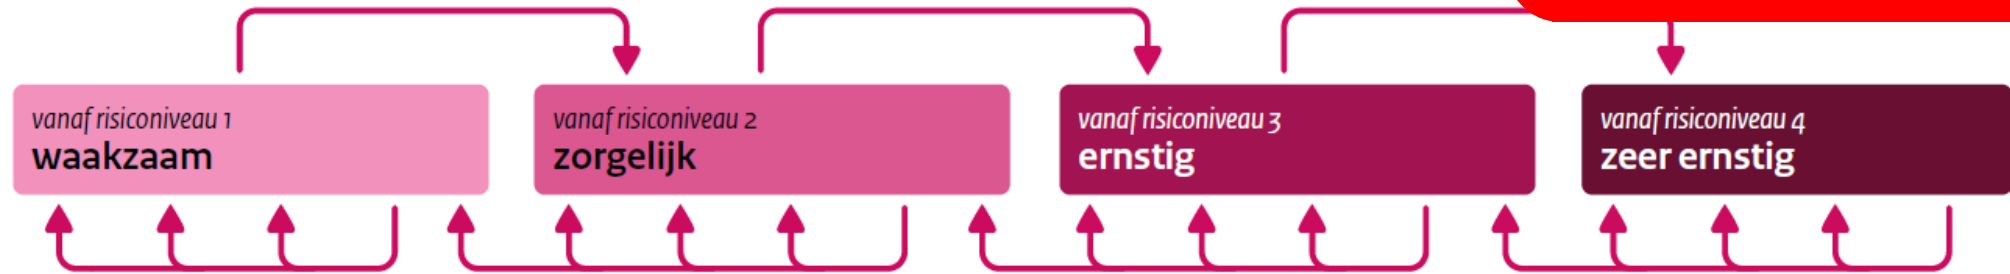 vanaf risiconiveau 1
waakzaam
vanaf risiconiveau 2
zorgelijk
vanaf risiconiveau 3
ernstig
vanaf risiconiveau 4
zeer ernstig